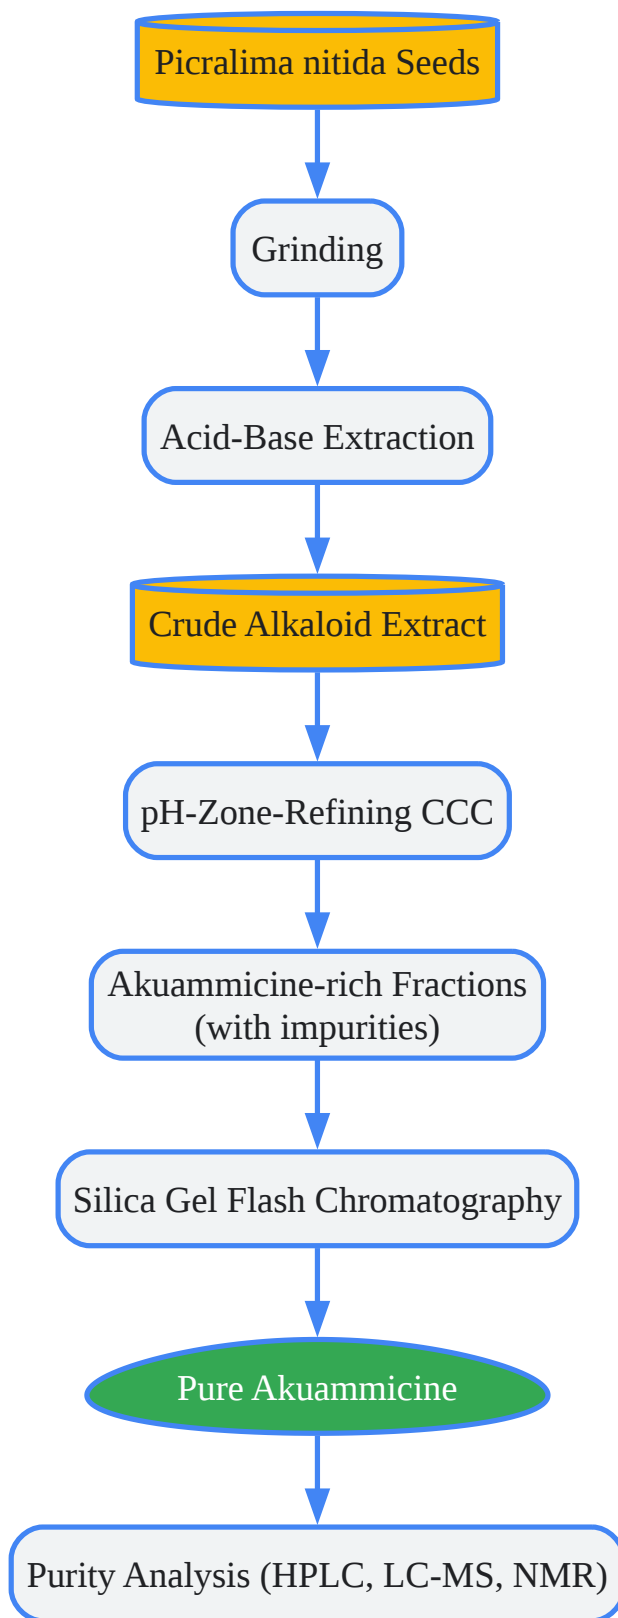 Picralima nitida Seeds
Grinding
Acid-Base Extraction
Crude Alkaloid Extract
pH-Zone-Refining CCC
Akuammicine-rich Fractions
(with impurities)
Silica Gel Flash Chromatography
Pure Akuammicine
Purity Analysis (HPLC, LC-MS, NMR)